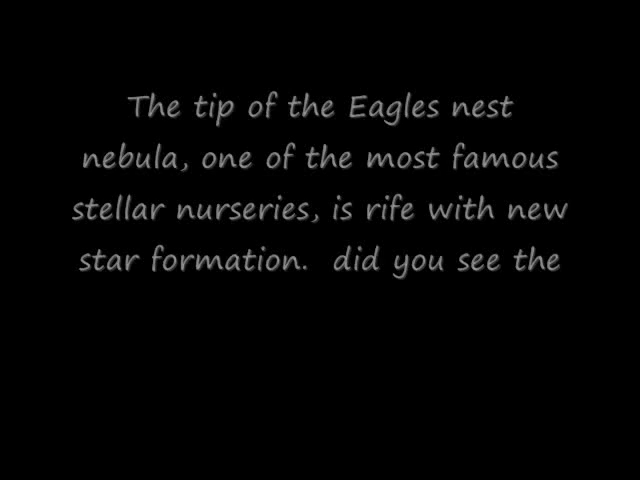 The tip of the Eagles nest
nebula, one of the most famous
stellar nurseries, is rife with new
star formation.  did you see the